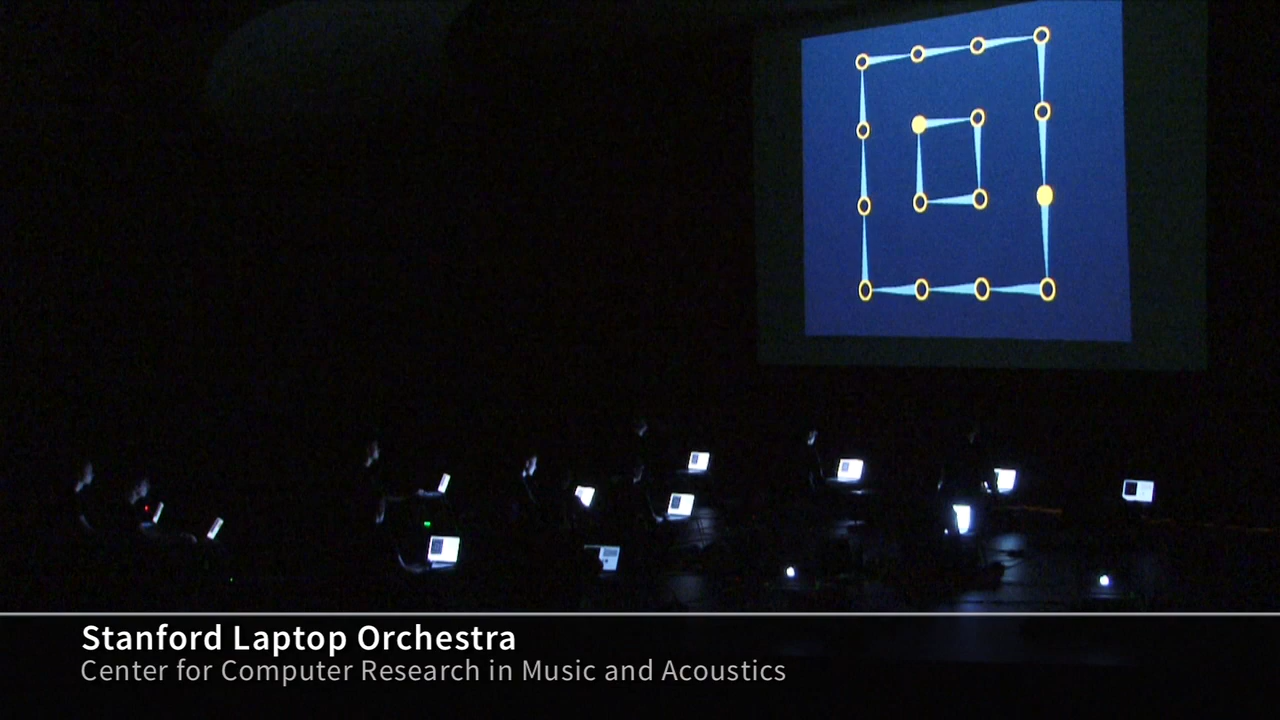 Stanford Laptop Orchestra
Center for Computer Research in Music and Acoustics